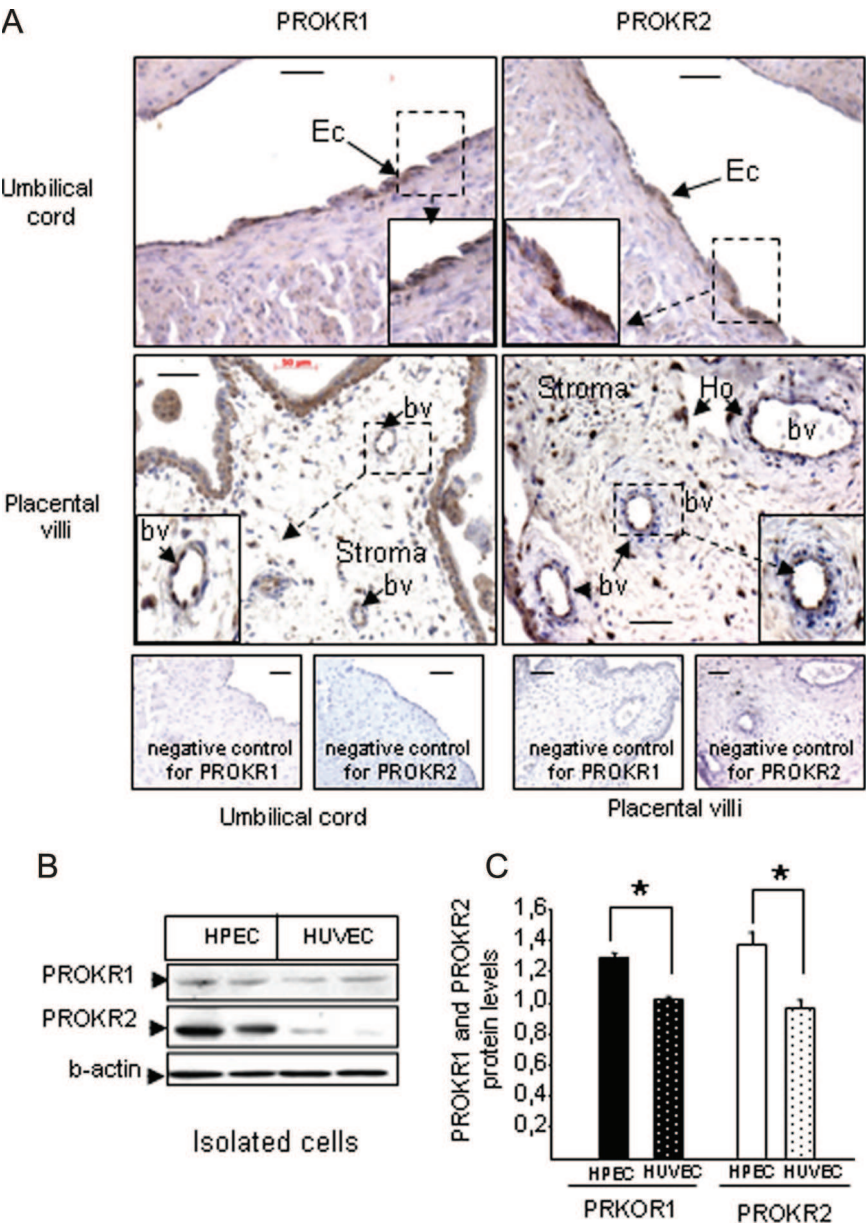 A
PROKR1
PROKR2
Umbilical
cord
Ec
Ec
Placental
villi
50 µm
bv
bv
Stroma
bv
Stroma
Ho
bv
bv
bv
negative control
for PROKR1
negative control
for PROKR2
negative control
for PROKR1
negative control
for PROKR2
Umbilical cord
Placental villi
B
HPEC
HUVEC
PROKR1
PROKR2
b-actin
Isolated cells
C
PROKR1 and PROKR2
protein levels
1,6
1,4
1,2
1,0
0,8
0,6
0,4
0,2
*
*
HPEC
HUVEC
HPEC
HUVEC
PRKOR1
PROKR2